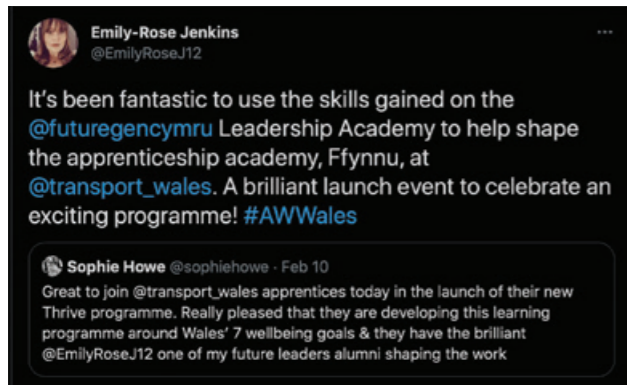 Emily-Rose Jenkins
@EmilyRoseJ12
It's been fantastic to use the skills gained on the
@futuregencymru Leadership Academy to help shape
the apprenticeship academy, Ffynnu, at
@transport_wales. A brilliant launch event to celebrate an
exciting programme! #AWWales
Sophie Howe @sophiehowe · Feb 10
Great to join @transport_wales apprentices today in the launch of their new
Thrive programme. Really pleased that they are developing this learning
programme around Wales' 7 wellbeing goals & they have the brilliant
@EmilyRoseJ12 one of my future leaders alumni shaping the work